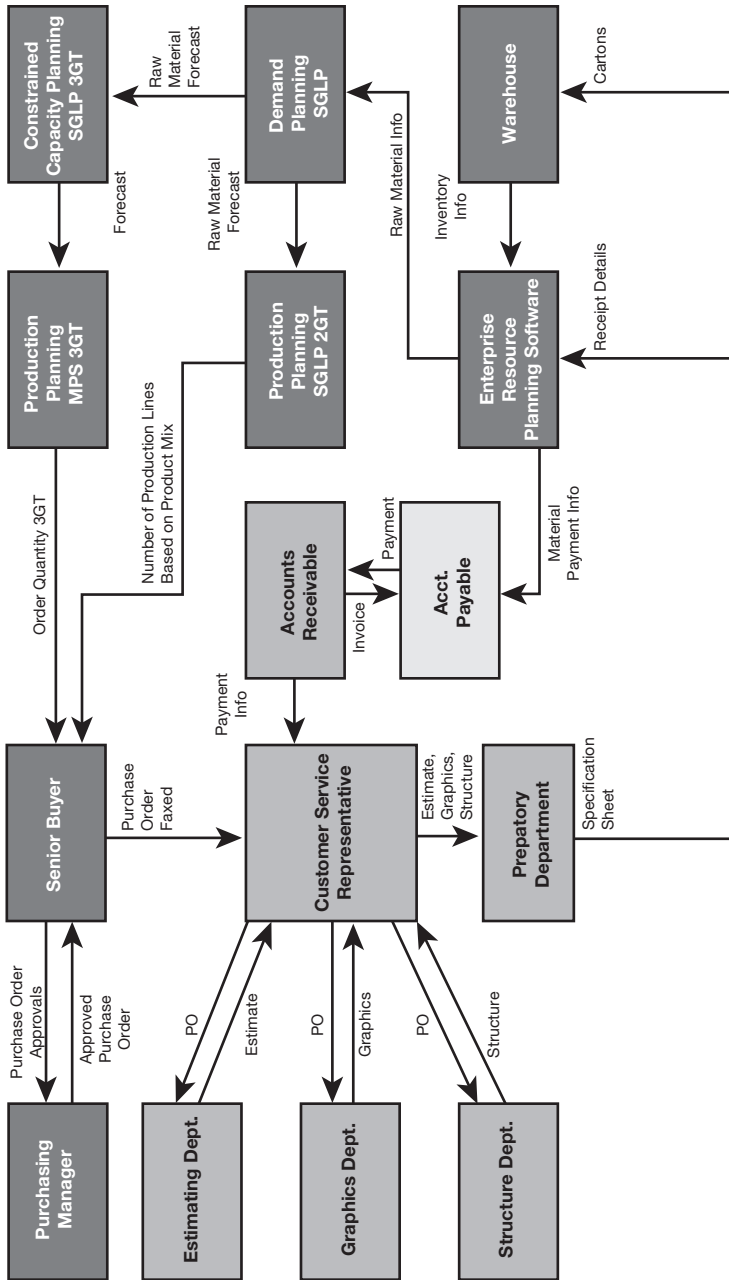 Purchasing
Manager
Purchase Order
Approvals
Approved
Purchase
Order
Senior Buyer
Order Quantity 3GT
Production
Planning
MPS 3GT
Forecast
Constrained
Capacity Planning
SGLP 3GT
Raw
Material
Forecast
Purchase
Order
Faxed
Number of Production Lines
Based on Product Mix
Production
Planning
SGLP 2GT
Raw Material
Forecast
Demand
Planning
SGLP
Estimating Dept.
PO
Estimate
Graphics Dept.
PO
Graphics
Structure Dept.
PO
Structure
Customer Service
Representative
Payment
Info
Accounts
Receivable
Invoice
Payment
Acct.
Payable
Raw Material Info
Estimate,
Graphics,
Structure
Prepatory
Department
Material
Payment Info
Enterprise
Resource
Planning Software
Inventory
Info
Warehouse
Specification
Sheet
Receipt Details
Cartons